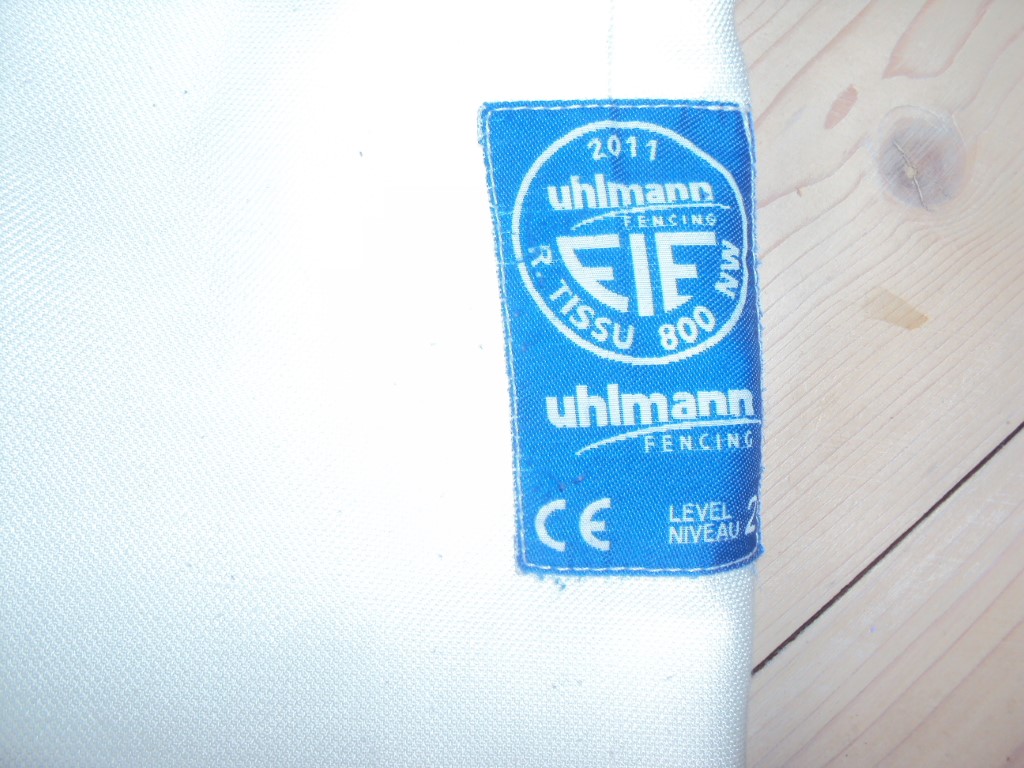 2011
uhlmann
FENCING
FIE
R. TISSU 800 NW
uhlmann
FENCING
CE LEVEL
NIVEAU 2